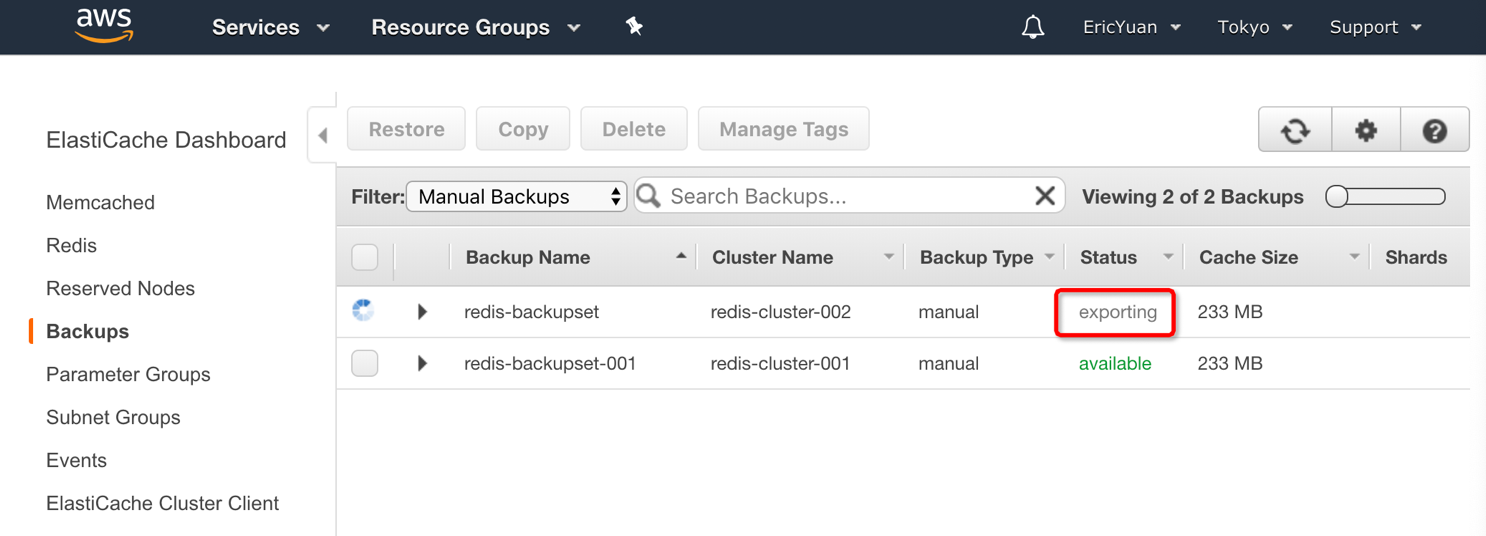 aws Services Resource Groups EricYuan Tokyo Support
ElastiCache Dashboard
Memcached
Redis
Reserved Nodes
Backups
Parameter Groups
Subnet Groups
Events
ElastiCache Cluster Client
Restore Copy Delete Manage Tags ?
Filter: Manual Backups Search Backups... Viewing 2 of 2 Backups
Backup Name Cluster Name Backup Type Status Cache Size Shards
redis-backupset redis-cluster-002 manual exporting 233 MB
redis-backupset-001 redis-cluster-001 manual available 233 MB